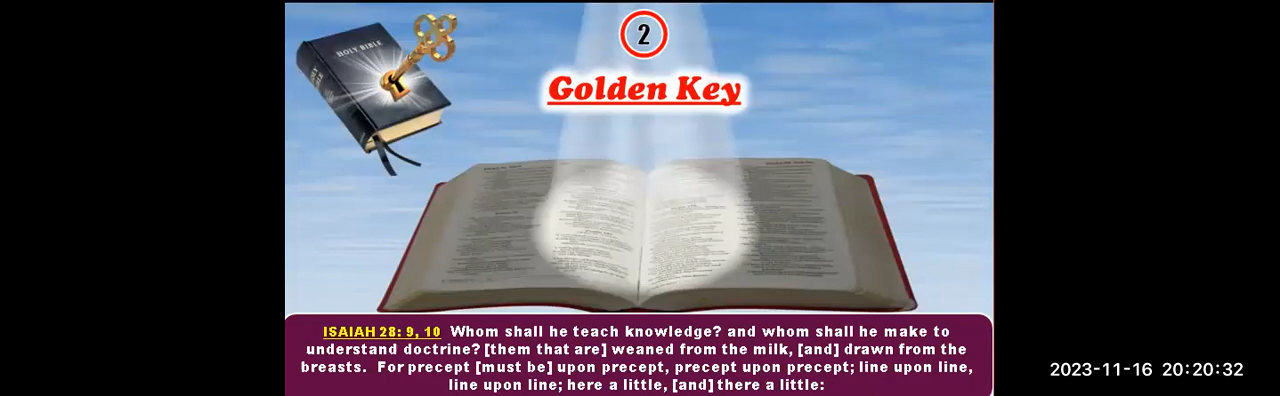 2
HOLY BIBLE
Golden Key
ISAIAH 28: 9, 10 Whom shall he teach knowledge? and whom shall he make to
understand doctrine? [them that are] weaned from the milk, [and] drawn from the
breasts. For precept [must be] upon precept, precept upon precept; line upon line,
line upon line; here a little, [and] there a little:
2023-11-16 20:20:32